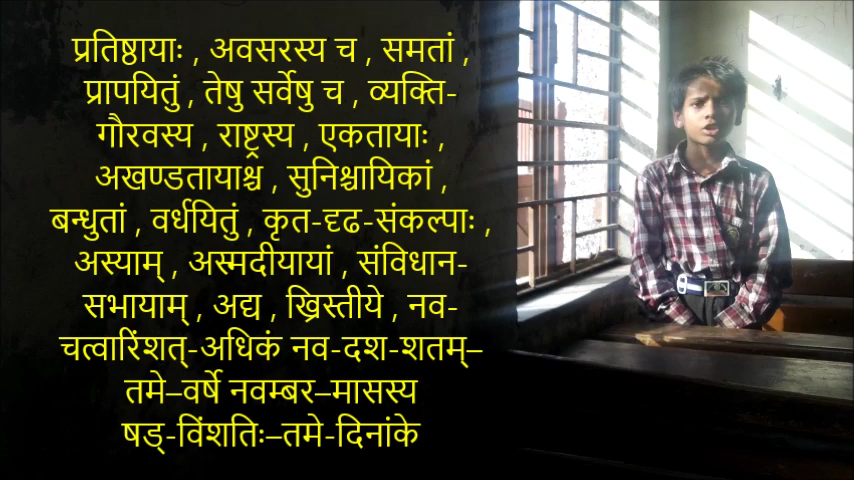 प्रतिष्ठायाः , अवसरस्य च , समतां ,
प्रापयितुं , तेषु सर्वेषु च , व्यक्ति-
गौरवस्य , राष्ट्रस्य , एकतायाः ,
अखण्डतायाश्च , सुनिश्चायिकां ,
बन्धुतां , वर्धयितुं , कृत-दृढ-संकल्पाः ,
अस्याम् , अस्मदीयायां , संविधान-
सभायाम् , अद्य , ख्रिस्तीये , नव-
चत्वारिंशत्-अधिकं नव-दश-शतम्–
तमे–वर्षे नवम्बर–मासस्य
षड्-विंशतिः–तमे-दिनांके